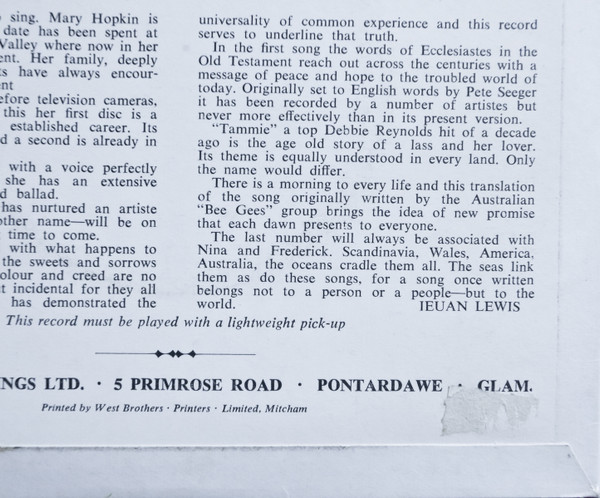 sing. Mary Hopkin is
date has been spent at
Valley where now in her
ent. Her family, deeply
ts have always encour-
nt
efore television cameras,
this her first disc is a
established career. Its
d a second is already in
with a voice perfectly
she has an extensive
d ballad.
has nurtured an artiste
other name—will be on
time to come.
with what happens to
the sweets and sorrows
olour and creed are no
t incidental for they all
has demonstrated the
universality of common experience and this record
serves to underline that truth.
In the first song the words of Ecclesiastes in the
Old Testament reach out across the centuries with a
message of peace and hope to the troubled world of
today. Originally set to English words by Pete Seeger
it has been recorded by a number of artistes but
never more effectively than in its present version.
"Tammie" a top Debbie Reynolds hit of a decade
ago is the age old story of a lass and her lover.
Its theme is equally understood in every land. Only
the name would differ.
There is a morning to every life and this translation
of the song originally written by the Australian
"Bee Gees" group brings the idea of new promise
that each dawn presents to everyone.
The last number will always be associated with
Nina and Frederick. Scandinavia, Wales, America,
Australia, the oceans cradle them all. The seas link
them as do these songs, for a song once written
belongs not to a person or a people—but to the
world. IEUAN LEWIS
This record must be played with a lightweight pick-up
NGS LTD. · 5 PRIMROSE ROAD · PONTARDAWE · GLAM.
Printed by West Brothers · Printers · Limited, Mitcham